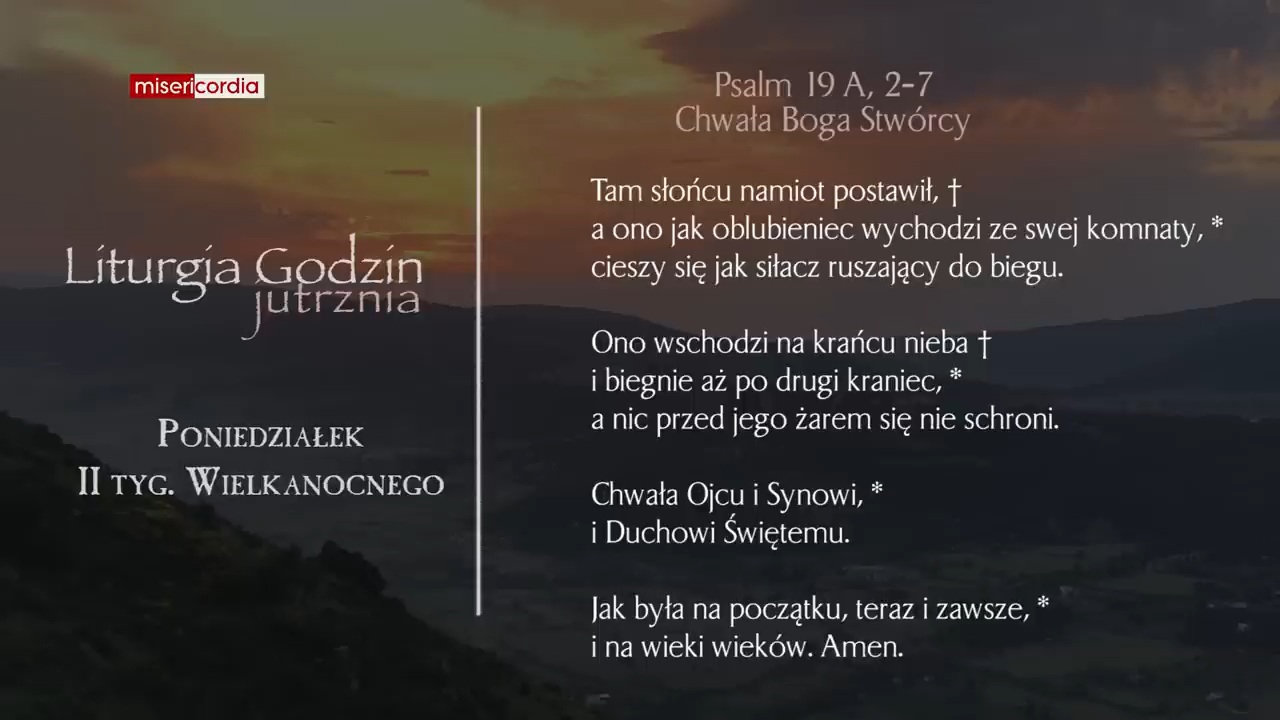 misericordia
Liturgia Godzin
jutrznia
Poniedziałek
II tyg. Wielkanocnego
Psalm 19 A, 2-7
Chwała Boga Stwórcy
Tam słońcu namiot postawił, †
a ono jak oblubieniec wychodzi ze swej komnaty, *
cieszy się jak siłacz ruszający do biegu.
Ono wschodzi na krańcu nieba †
i biegnie aż po drugi kraniec, *
a nic przed jego żarem się nie schroni.
Chwała Ojcu i Synowi, *
i Duchowi Świętemu.
Jak była na początku, teraz i zawsze, *
i na wieki wieków. Amen.